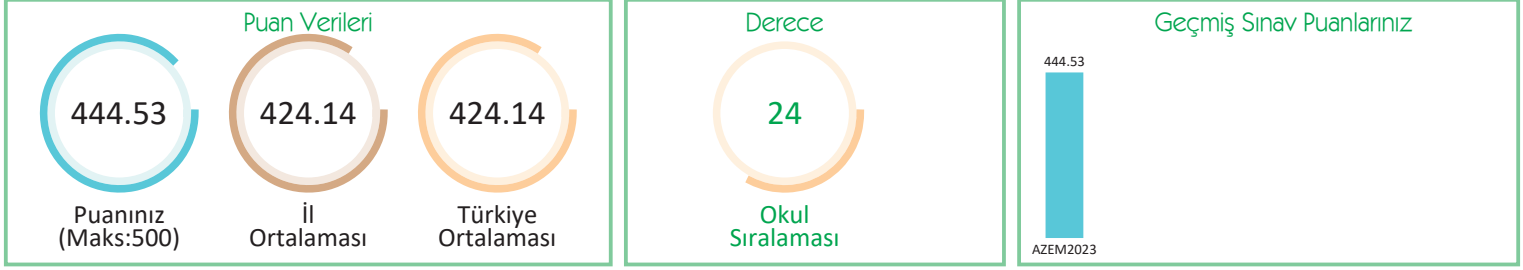 Puan Verileri
444.53
424.14
424.14
Puanınız
(Maks:500)
İl
Ortalaması
Türkiye
Ortalaması
Derece
24
Okul
Sıralaması
Geçmiş Sınav Puanlarınız
444.53
AZEM2023